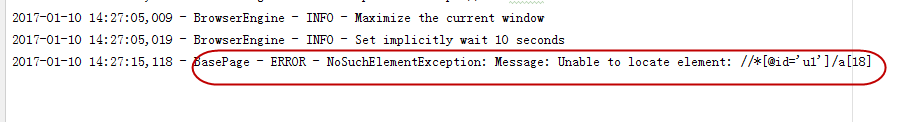 2017-01-10 14:27:05,009 - BrowserEngine - INFO - Maximize the current window
2017-01-10 14:27:05,019 - BrowserEngine - INFO - Set implicitly wait 10 seconds
2017-01-10 14:27:15,118 - BasePage - ERROR - NoSuchElementException: Message: Unable to locate element: //*[@id='u1']/a[18]